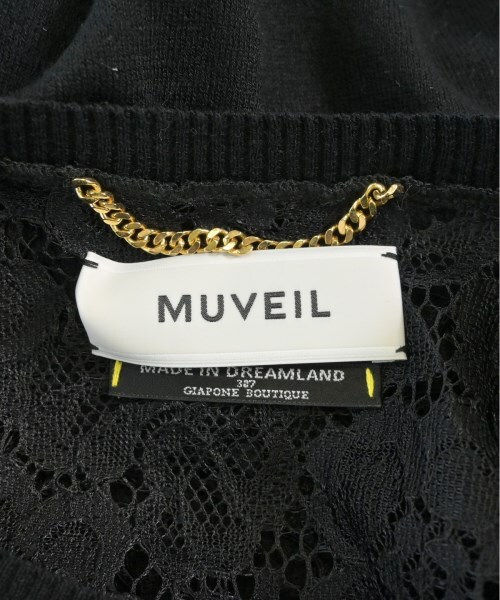 MUVEIL
MADE IN DREAMLAND
387
GIAPONE BOUTIQUE